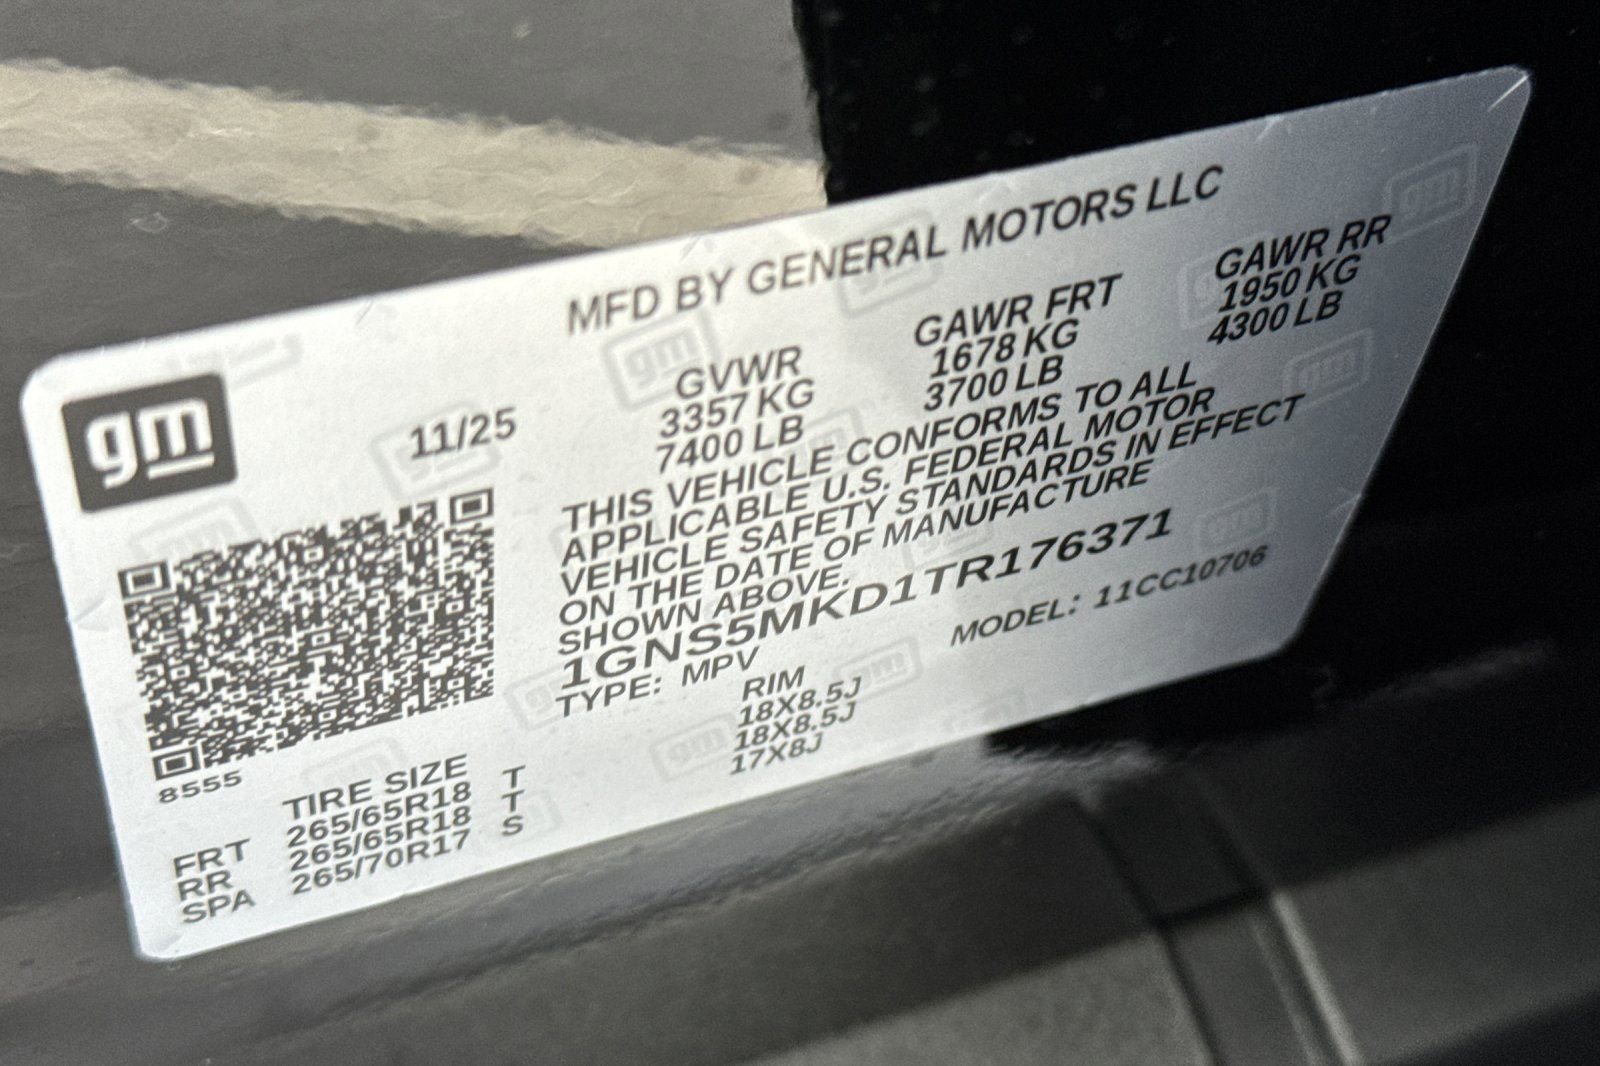 MFD BY GENERAL MOTORS LLC
gm
11/25
GVWR GAWR FRT GAWR RR
3357 KG 1678 KG 1950 KG
7400 LB 3700 LB 4300 LB
THIS VEHICLE CONFORMS TO ALL
APPLICABLE U.S. FEDERAL MOTOR
VEHICLE SAFETY STANDARDS IN EFFECT
ON THE DATE OF MANUFACTURE
SHOWN ABOVE.
1GNS5MKD1TR176371
TYPE: MPV MODEL: 11CC10706
8555
TIRE SIZE RIM
FRT 265/65R18 T 18X8.5J
RR 265/65R18 T 18X8.5J
SPA 265/70R17 S 17X8J